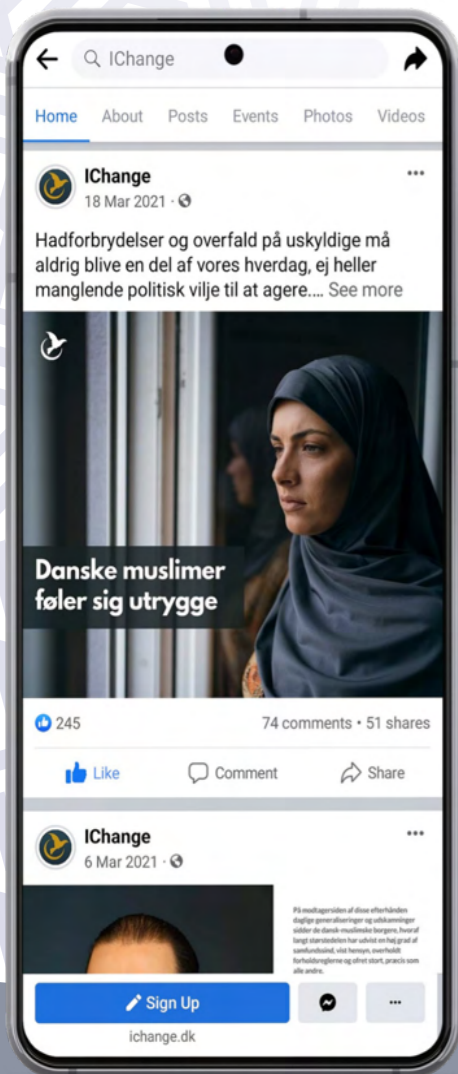 IChange
Home About Posts Events Photos Videos
IChange
18 Mar 2021 ·
Hadforbrydelser og overfald på uskyldige må
aldrig blive en del af vores hverdag, ej heller
manglende politisk vilje til at agere.... See more
Danske muslimer
føler sig utrygge
245
74 comments • 51 shares
Like Comment Share
IChange
6 Mar 2021 ·
På modtagersiden af disse efterhånden
daglige generaliseringer og udskamninger
sidder de dansk-muslimske borgere, hvoraf
langt størstedelen har udvist en høj grad af
samfundssind, vist hensyn, overholdt
forholdsreglerne og ofret stort, præcis som
alle andre.
Sign Up
ichange.dk